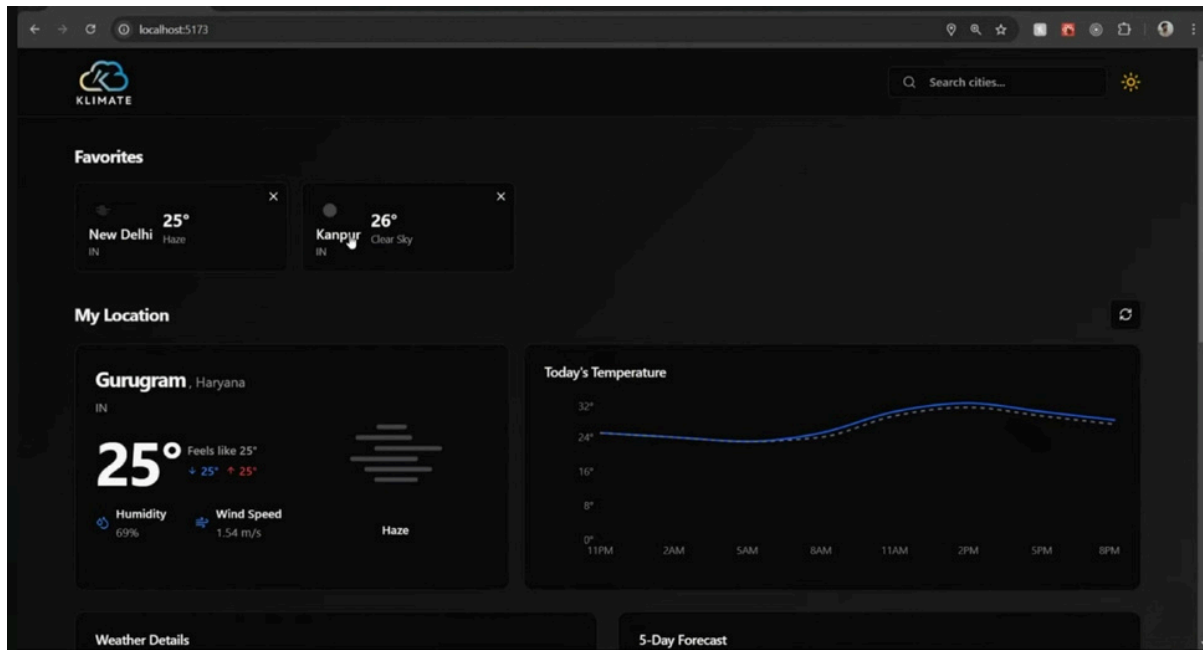 localhost:5173
KLIMATE
Search cities...
Favorites
25°
New Delhi
Haze
IN
26°
Kanpur
Clear Sky
IN
My Location
Gurugram, Haryana
IN
25°
Feels like 25°
↓ 25° ↑ 25°
Humidity
69%
Wind Speed
1.54 m/s
Haze
Today's Temperature
32°
24°
16°
8°
0°
11PM 2AM 5AM 8AM 11AM 2PM 5PM 8PM
Weather Details
5-Day Forecast